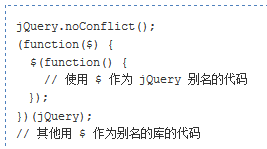 jQuery.noConflict();
(function($) {
  $(function() {
    // 使用 $ 作为 jQuery 别名的代码
  });
})(jQuery);
// 其他用 $ 作为别名的库的代码